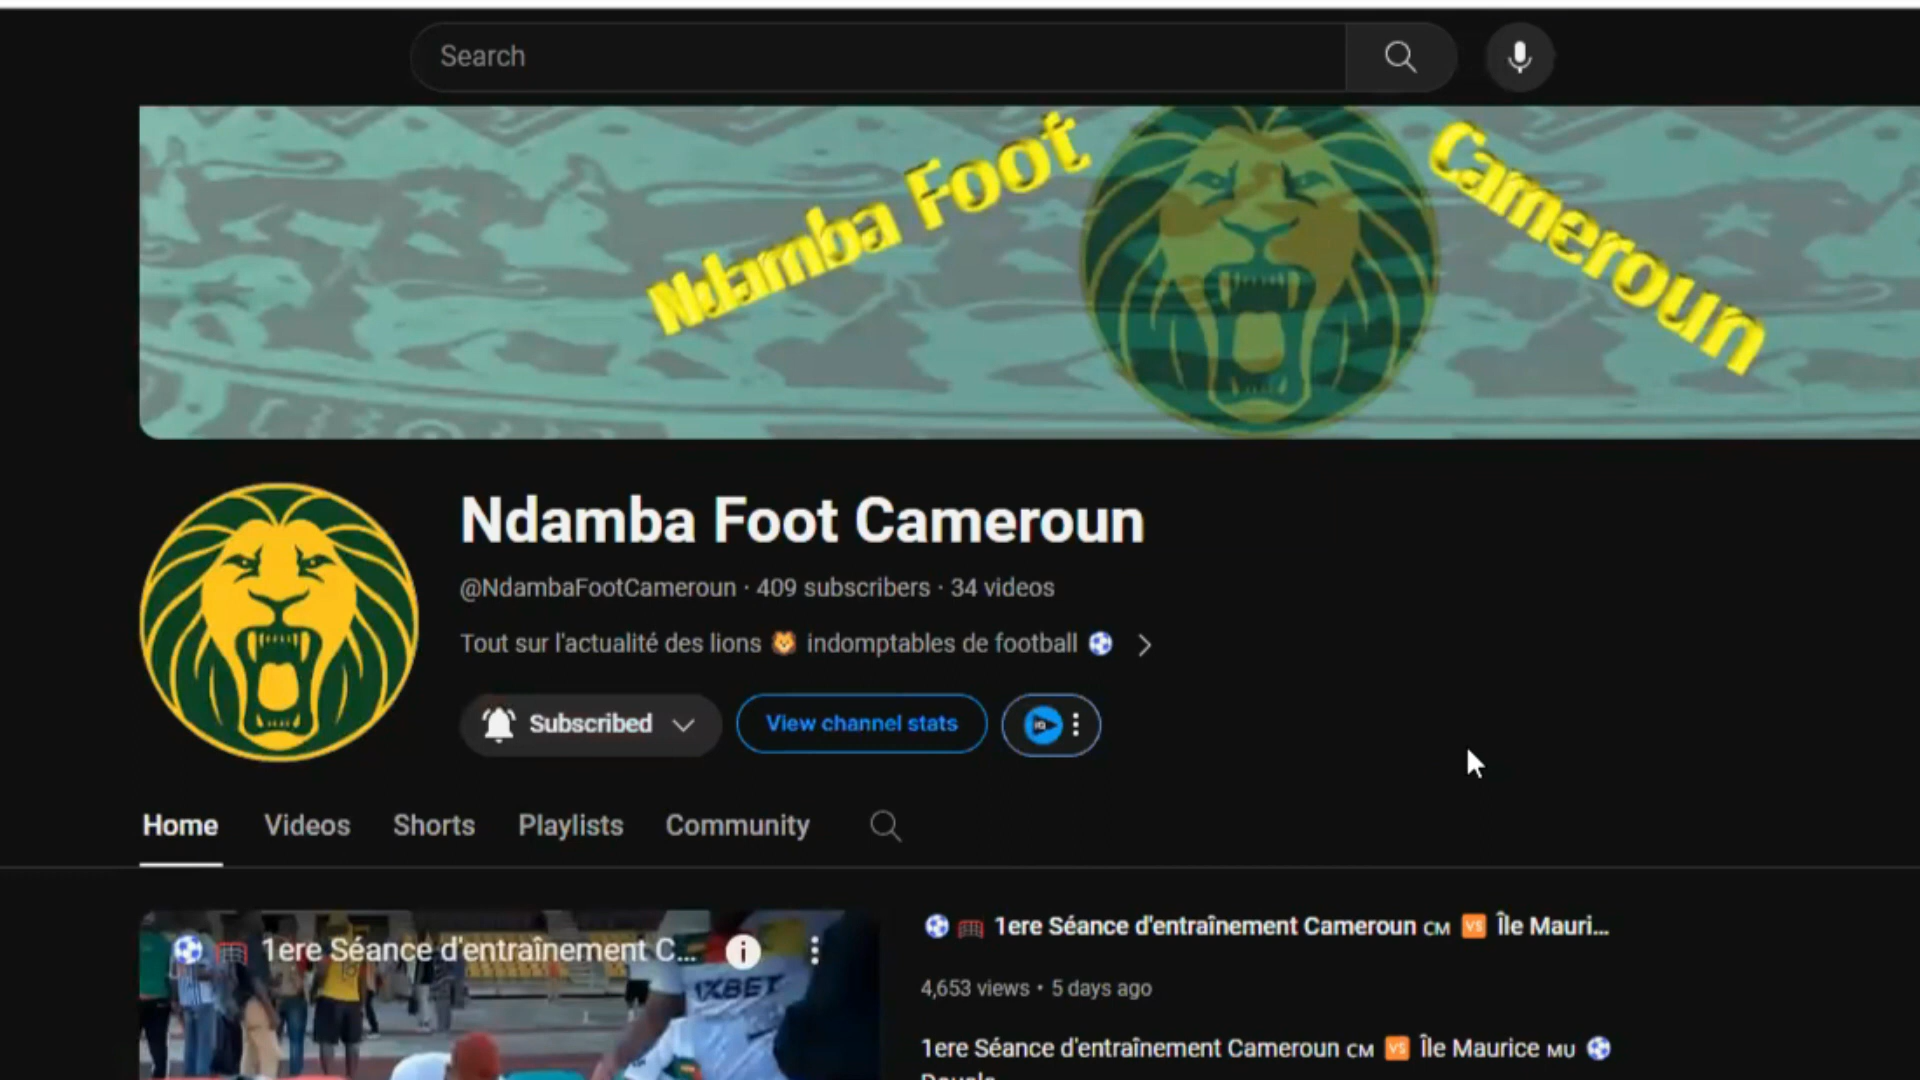 Search
Ndamba Foot Cameroun
Ndamba Foot Cameroun
@NdambaFootCameroun · 409 subscribers · 34 videos
Tout sur l'actualité des lions 🦁 indomptables de football ⚽
Subscribed
View channel stats
IQ
Home Videos Shorts Playlists Community
⚽ 🥅 1ere Séance d'entraînement C...
1XBET
⚽ 🥅 1ere Séance d'entraînement Cameroun CM 🆚 Île Mauri...
4,653 views • 5 days ago
1ere Séance d'entraînement Cameroun CM 🆚 Île Maurice MU ⚽